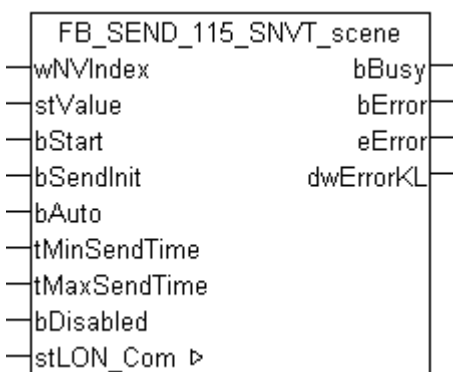 FB_SEND_115_SNVT_scene
wNVIndex bBusy
stValue bError
bStart eError
bSendInit dwErrorKL
bAuto
tMinSendTime
tMaxSendTime
bDisabled
stLON_Com ▷